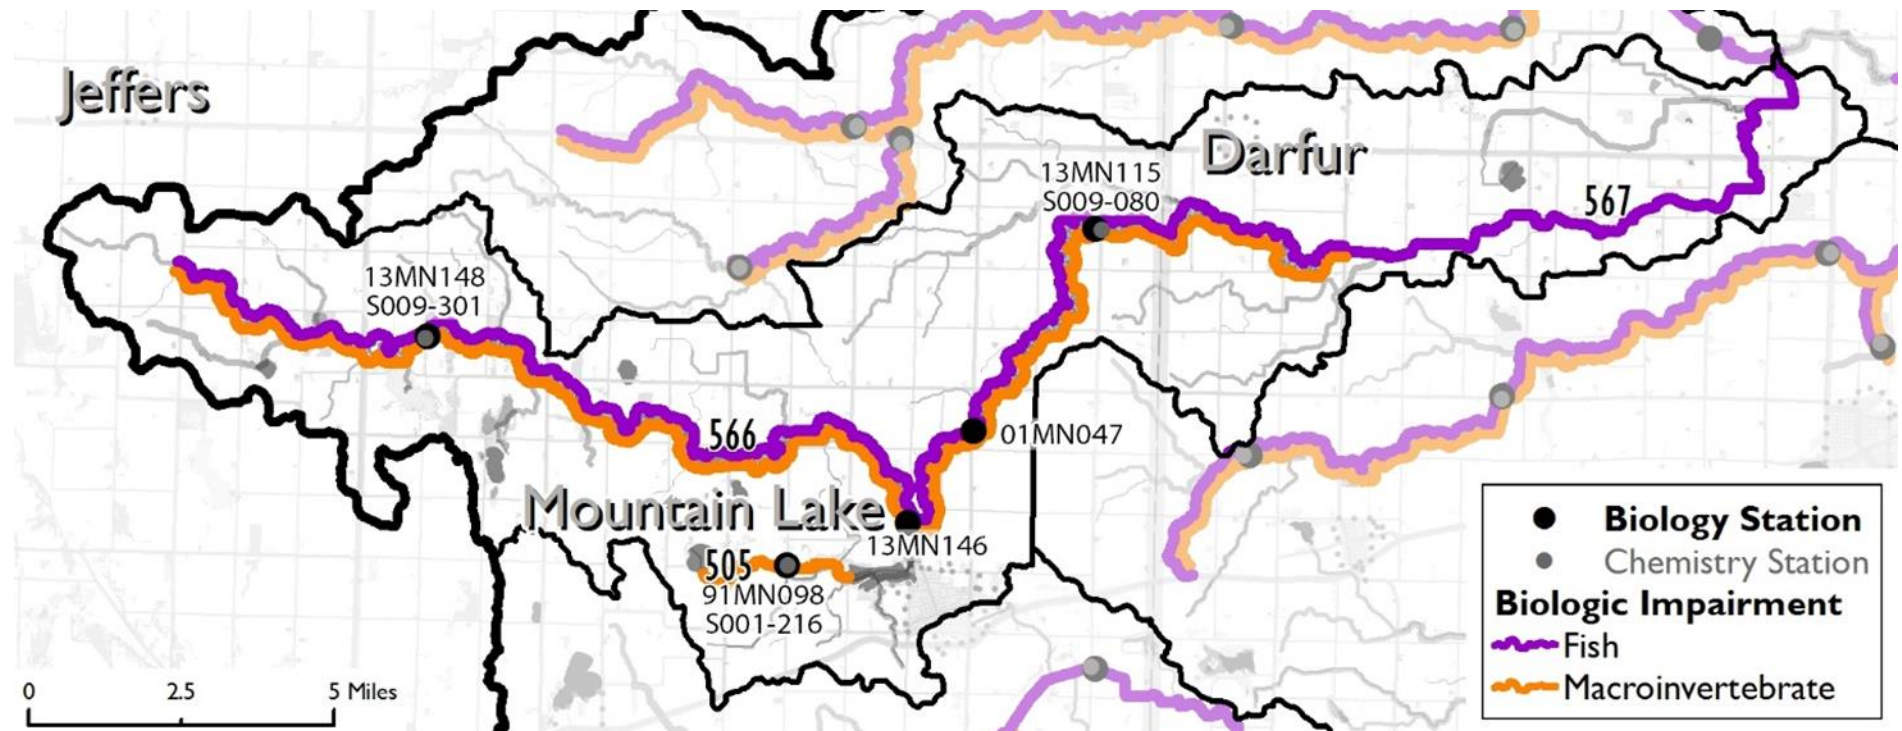 Jeffers
Darfur
13MN115
S009-080
567
13MN148
S009-301
566
01MN047
Mountain Lake
13MN146
505
91MN098
S001-216
0 2.5 5 Miles
Biology Station
Chemistry Station
Biologic Impairment
Fish
Macroinvertebrate